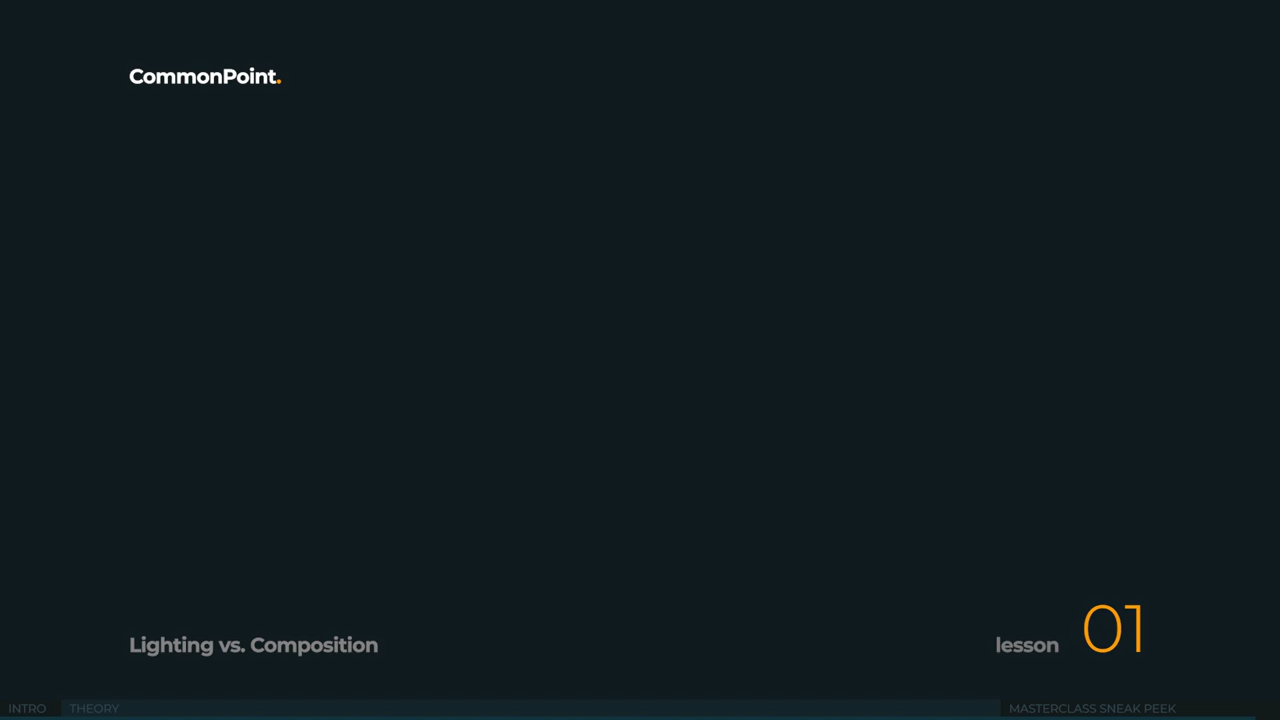 CommonPoint.
Lighting vs. Composition
lesson 01
INTRO THEORY MASTERCLASS SNEAK PEEK